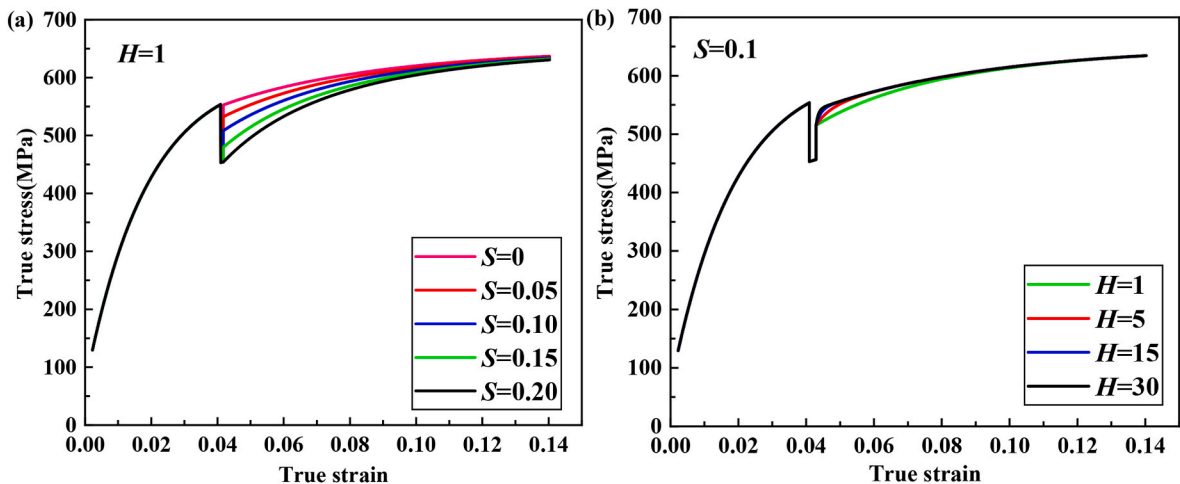 (a)
H=1
700
600
500
400
300
200
100
0
True stress(MPa)
S=0
S=0.05
S=0.10
S=0.15
S=0.20
0.00 0.02 0.04 0.06 0.08 0.10 0.12 0.14
True strain
(b)
S=0.1
700
600
500
400
300
200
100
0
True stress(MPa)
H=1
H=5
H=15
H=30
0.00 0.02 0.04 0.06 0.08 0.10 0.12 0.14
True strain